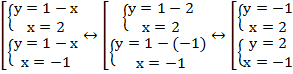 [ { y = 1 - x ↔ [ { y = 1 - 2 ↔ [ { y = -1
x = 2 x = 2 x = 2
{ y = 1 - x { y = 1 - (-1) { y = 2
x = -1 x = -1 x = -1